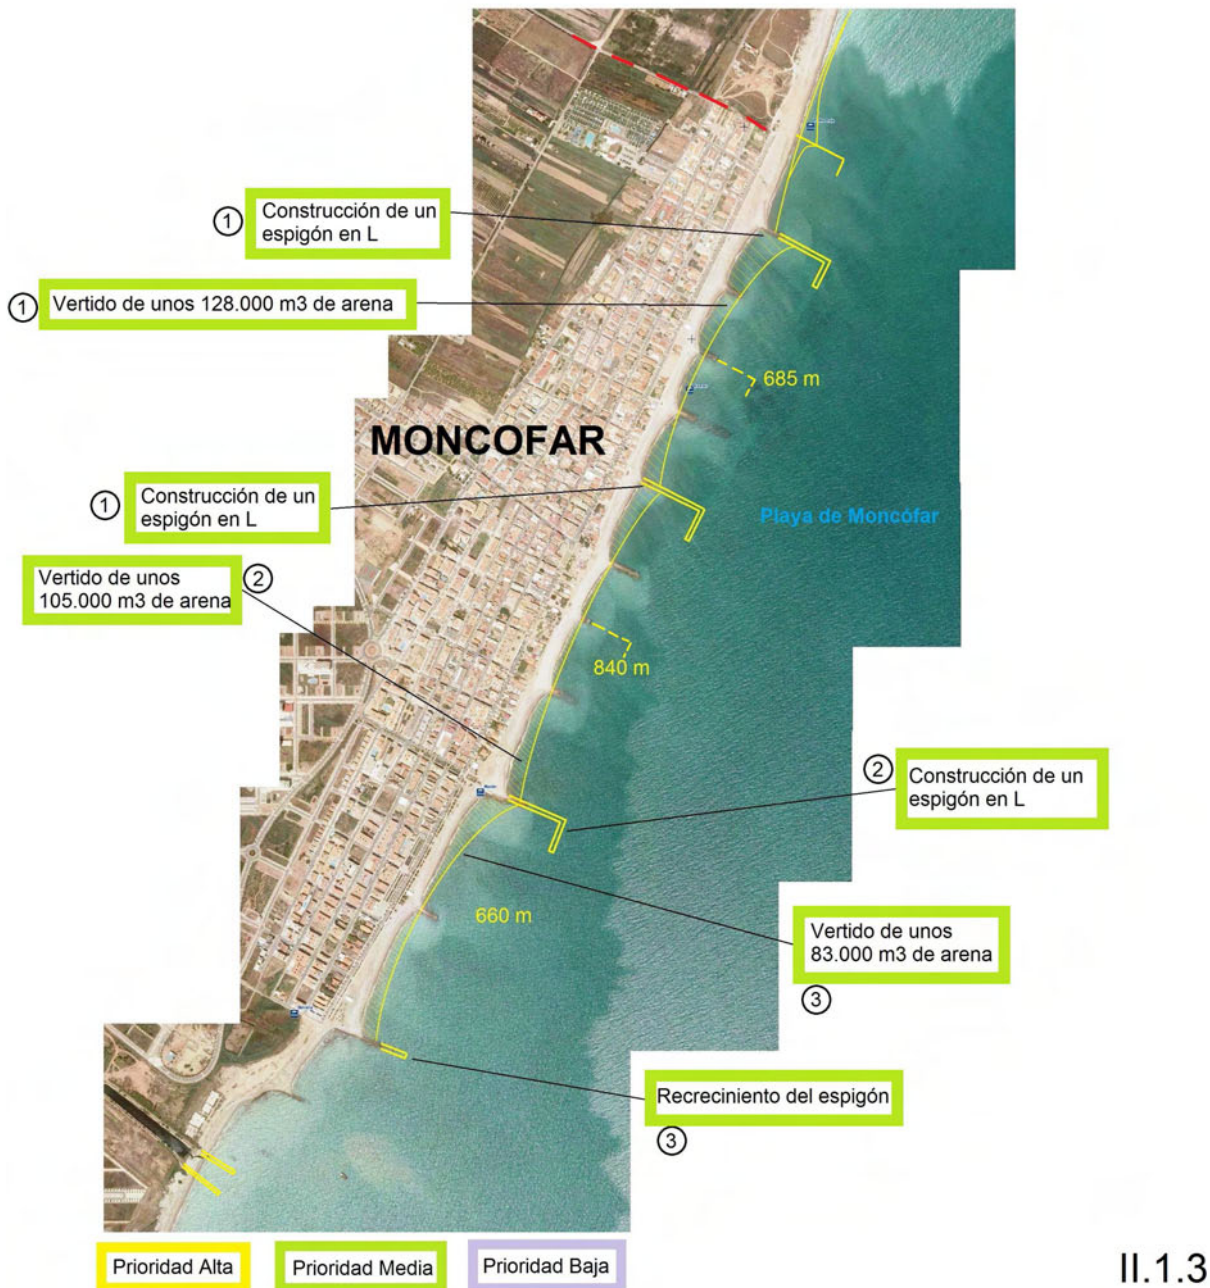 1
Construcción de un
espigón en L
1
Vertido de unos 128.000 m3 de arena
685 m
MONCOFAR
1
Construcción de un
espigón en L
Playa de Moncófar
Vertido de unos
105.000 m3 de arena
2
840 m
2
Construcción de un
espigón en L
660 m
Vertido de unos
83.000 m3 de arena
3
Recreciniento del espigón
3
Prioridad Alta
Prioridad Media
Prioridad Baja
II.1.3